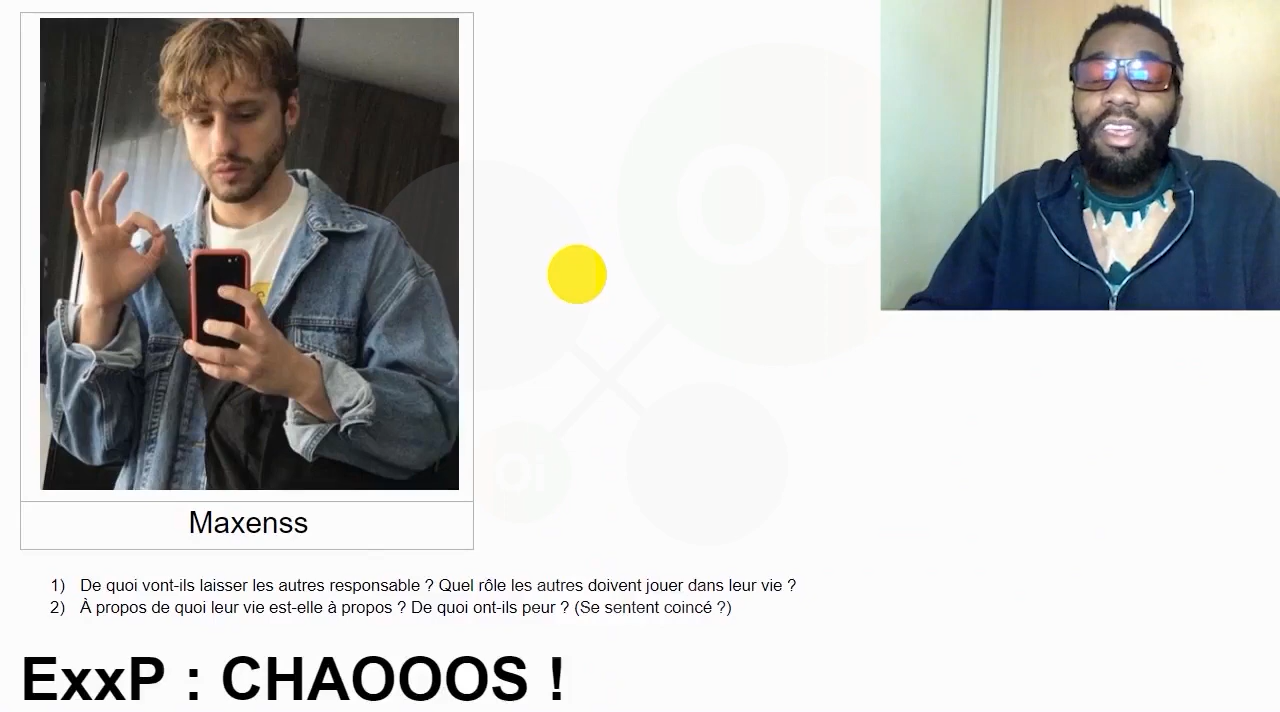 Oe
Oi
Maxenss
1) De quoi vont-ils laisser les autres responsable ? Quel rôle les autres doivent jouer dans leur vie ?
2) À propos de quoi leur vie est-elle à propos ? De quoi ont-ils peur ? (Se sentent coincé ?)
ExxP : CHAOOOS !